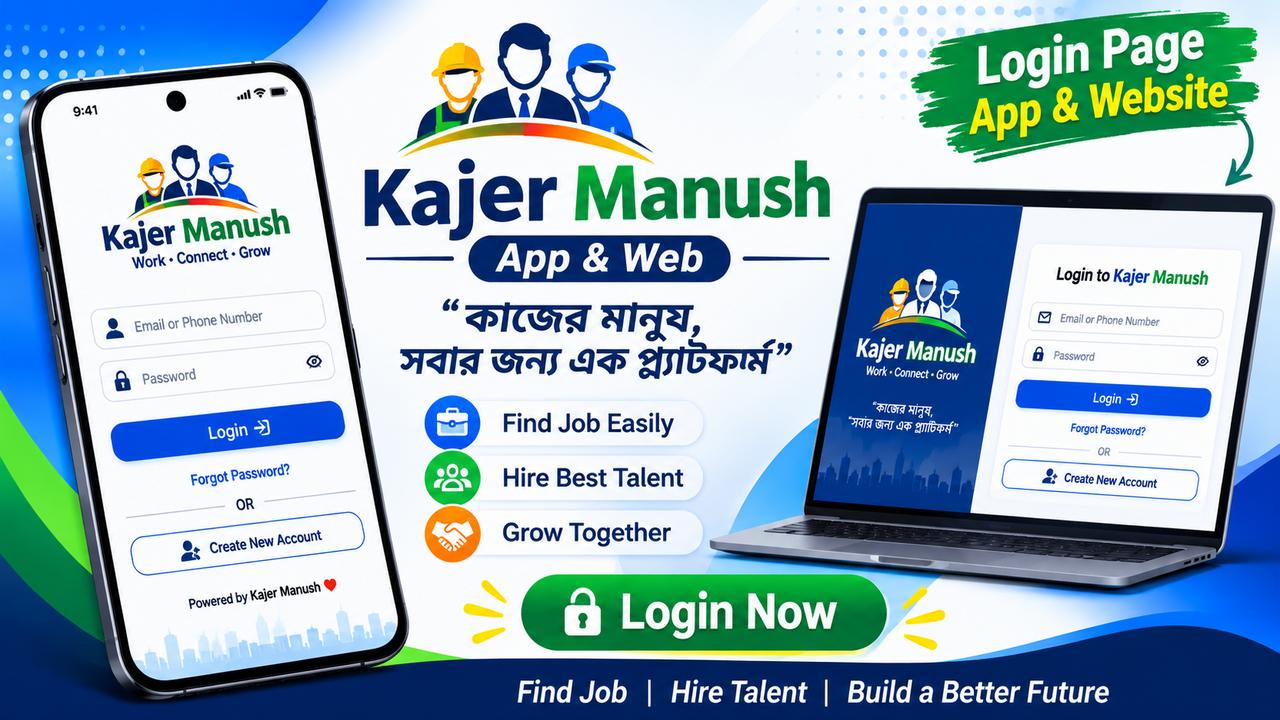 9:41
Kajer Manush
Work • Connect • Grow
Email or Phone Number
Password
Login
Forgot Password?
OR
Create New Account
Powered by Kajer Manush
Kajer Manush
App & Web
“কাজের মানুষ,
সবার জন্য এক প্ল্যাটফর্ম”
Find Job Easily
Hire Best Talent
Grow Together
Login Now
Login Page
App & Website
Kajer Manush
Work • Connect • Grow
“কাজের মানুষ,
“সবার জন্য এক প্ল্যাটফর্ম”
Login to Kajer Manush
Email or Phone Number
Password
Login
Forgot Password?
OR
Create New Account
Find Job | Hire Talent | Build a Better Future